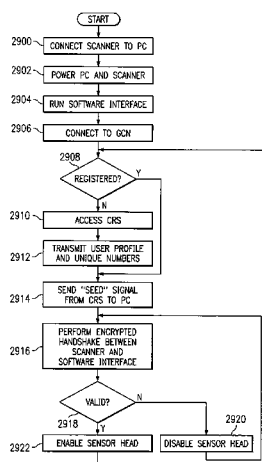 START
2900 CONNECT SCANNER TO PC
2902 POWER PC AND SCANNER
2904 RUN SOFTWARE INTERFACE
2906 CONNECT TO GCN
2908
REGISTERED? Y
N
2910 ACCESS CRS
2912 TRANSMIT USER PROFILE
AND UNIQUE NUMBERS
2914 SEND "SEED" SIGNAL
FROM CRS TO PC
2916 PERFORM ENCRYPTED
HANDSHAKE BETWEEN
SCANNER AND
SOFTWARE INTERFACE
VALID? N
2918
Y
2920
2922 ENABLE SENSOR HEAD
DISABLE SENSOR HEAD